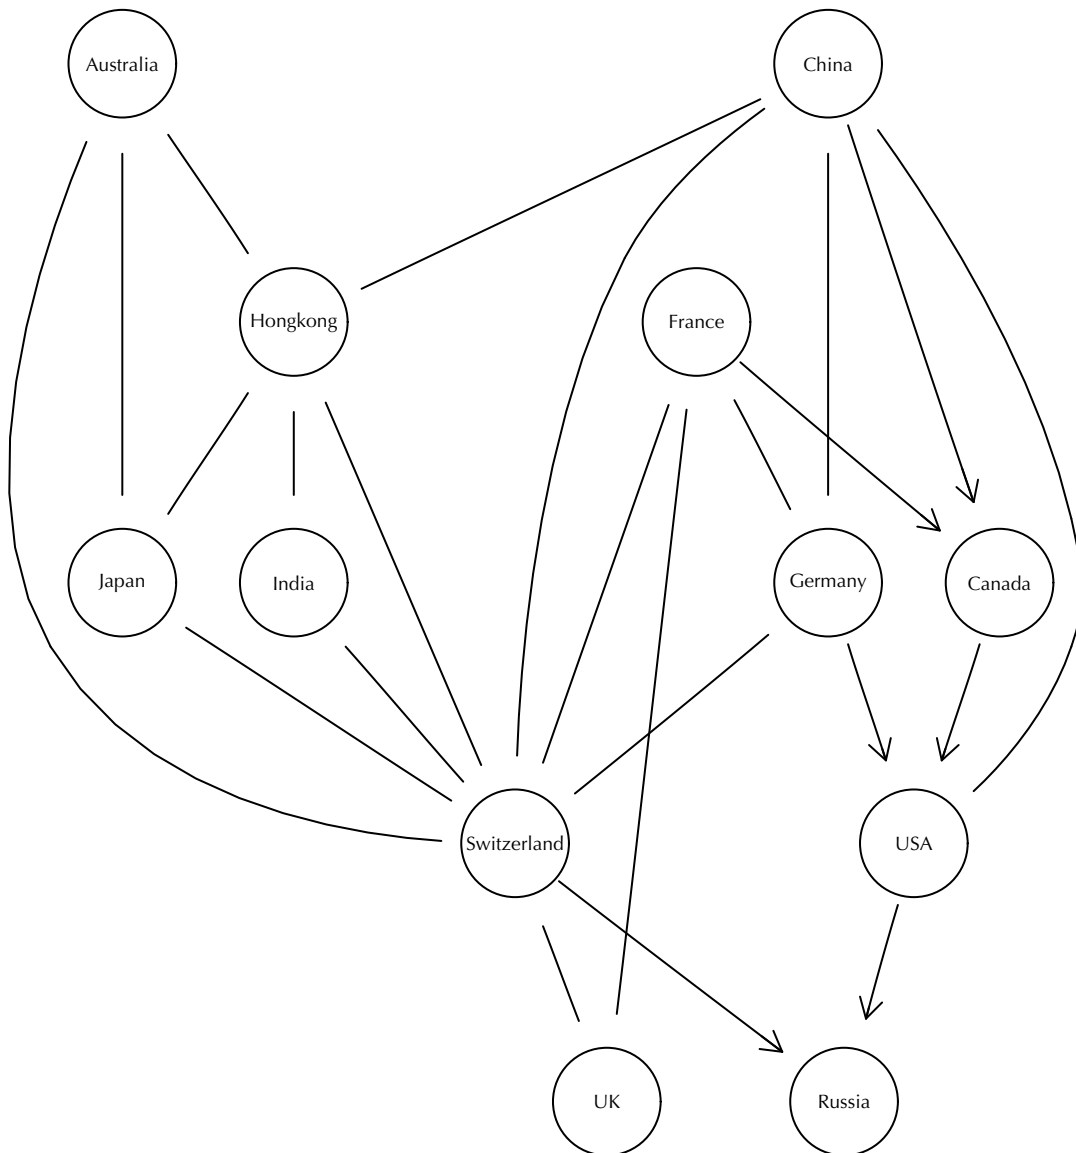 Australia
China
Hongkong
France
Japan
India
Germany
Canada
Switzerland
USA
UK
Russia